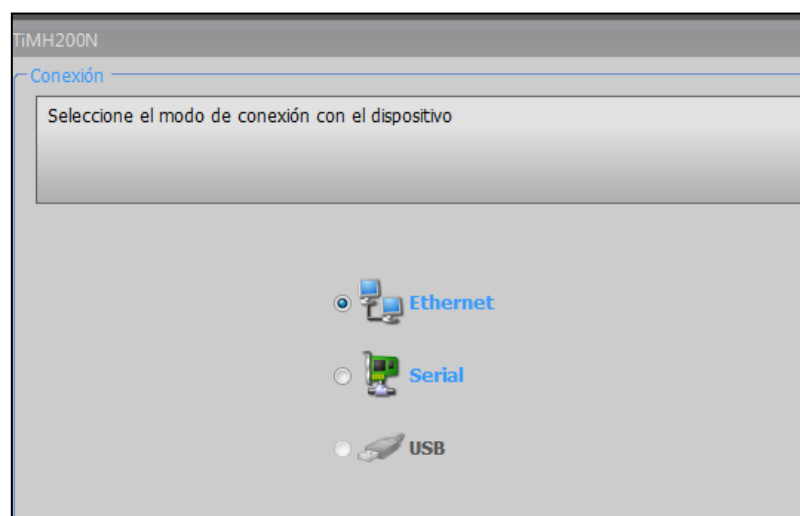 TiMH200N
Conexión
Seleccione el modo de conexión con el dispositivo
Ethernet
Serial
USB